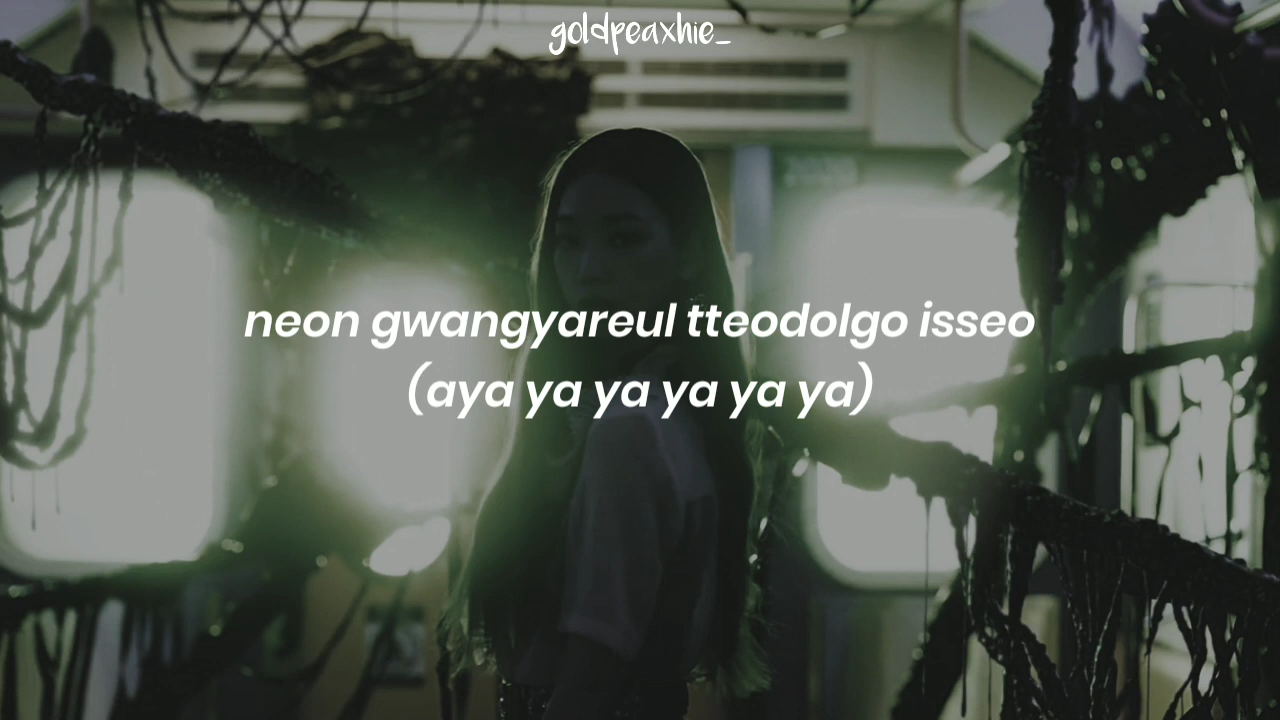 goldpeaxhie_
neon gwangyareul tteodolgo isseo
(aya ya ya ya ya ya)